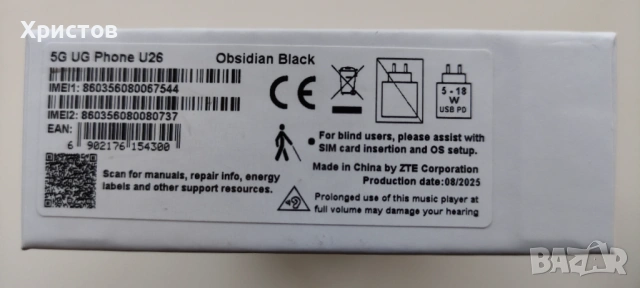 Христов
5G UG Phone U26
Obsidian Black
IMEI1: 860356080067544
IMEI2: 860356080080737
EAN:
6 902176 154300
CE
5 - 18
W
USB PD
For blind users, please assist with
SIM card insertion and OS setup.
Made in China by ZTE Corporation
Production date:08/2025
Scan for manuals, repair info, energy
labels and other support resources.
Prolonged use of this music player at
full volume may damage your hearing
BAZAR